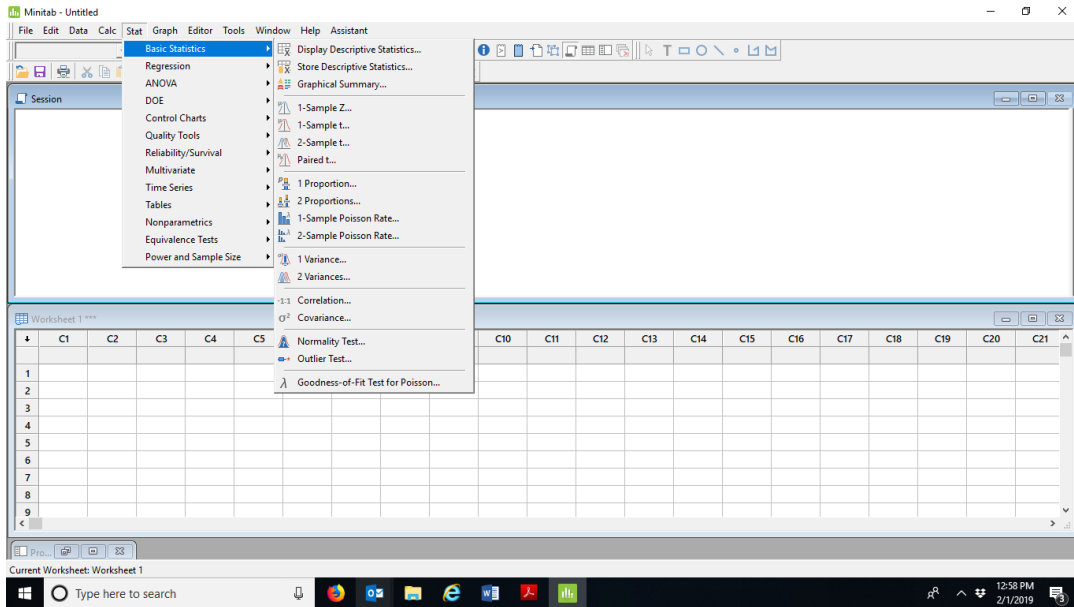 Minitab - Untitled
File Edit Data Calc Stat Graph Editor Tools Window Help Assistant
Basic Statistics
Regression
ANOVA
DOE
Control Charts
Quality Tools
Reliability/Survival
Multivariate
Time Series
Tables
Nonparametrics
Equivalence Tests
Power and Sample Size
Display Descriptive Statistics...
Store Descriptive Statistics...
Graphical Summary...
1-Sample Z...
1-Sample t...
2-Sample t...
Paired t...
1 Proportion...
2 Proportions...
1-Sample Poisson Rate...
2-Sample Poisson Rate...
1 Variance...
2 Variances...
Correlation...
σ² Covariance...
Normality Test...
Outlier Test...
λ Goodness-of-Fit Test for Poisson...
Session
Worksheet 1 ***
C1 C2 C3 C4 C5 C10 C11 C12 C13 C14 C15 C16 C17 C18 C19 C20 C21
1
2
3
4
5
6
7
8
9
Pro...
Current Worksheet: Worksheet 1
Type here to search
12:58 PM
2/1/2019
3